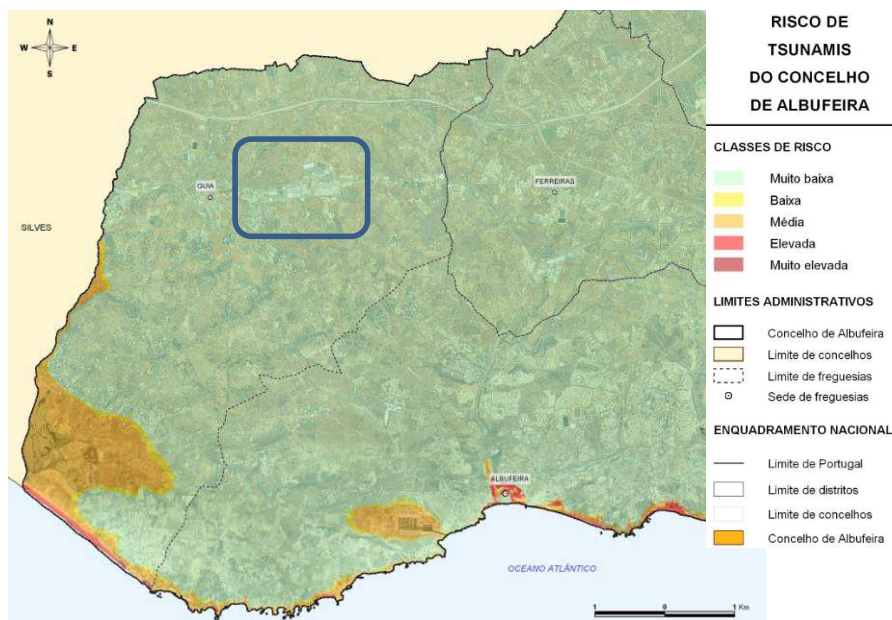 N
W E
S
GUIA
FERREIRAS
SILVES
ALBUFEIRA
OCEANO ATLÂNTICO
1 0 1 Km
RISCO DE
TSUNAMIS
DO CONCELHO
DE ALBUFEIRA
CLASSES DE RISCO
Muito baixa
Baixa
Média
Elevada
Muito elevada
LIMITES ADMINISTRATIVOS
Concelho de Albufeira
Limite de concelhos
Limite de freguesias
Sede de freguesias
ENQUADRAMENTO NACIONAL
Limite de Portugal
Limite de distritos
Limite de concelhos
Concelho de Albufeira